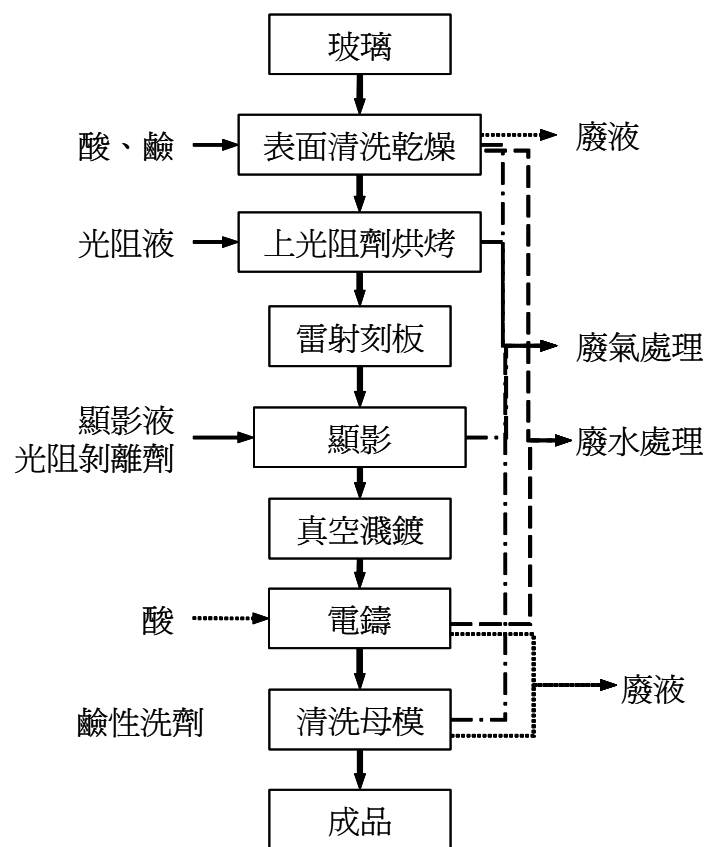 玻璃
酸、鹼
表面清洗乾燥
廢液
光阻液
上光阻劑烘烤
雷射刻板
廢氣處理
顯影液
光阻剝離劑
顯影
廢水處理
真空濺鍍
酸
電鑄
廢液
鹼性洗劑
清洗母模
成品